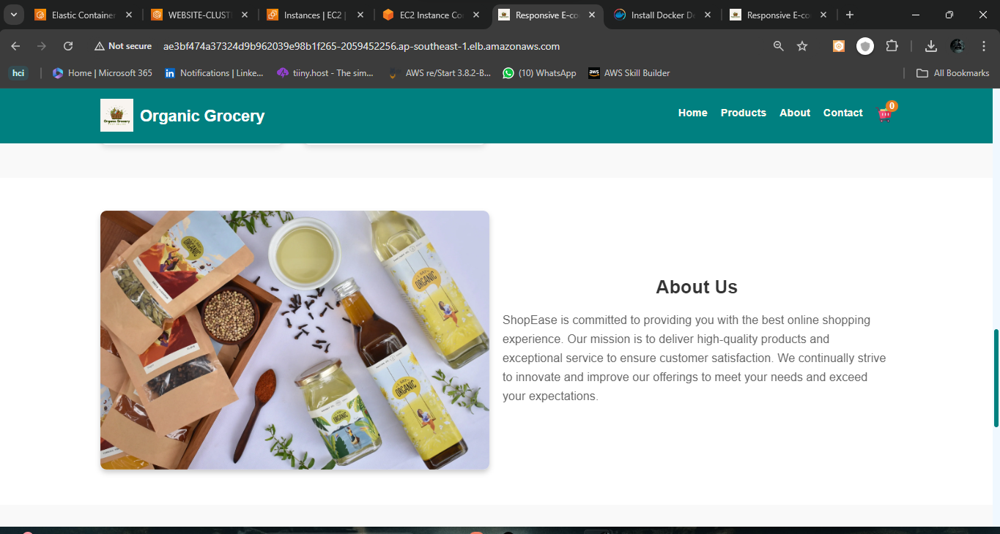 Elastic Container
WEBSITE-CLUST
Instances | EC2 |
EC2 Instance Co
Responsive E-co
Install Docker D
Responsive E-co
Not secure
ae3bf474a37324d9b962039e98b1f265-2059452256.ap-southeast-1.elb.amazonaws.com
hci
Home | Microsoft 365
Notifications | Linke...
tiiny.host - The sim...
AWS re/Start 3.8.2-B...
(10) WhatsApp
aws
AWS Skill Builder
All Bookmarks
Organic Grocery
Organic Grocery
Home
Products
About
Contact
0
ORGANIC
ORGANIC
ORGANIC
ORGANIC
About Us
ShopEase is committed to providing you with the best online shopping
experience. Our mission is to deliver high-quality products and
exceptional service to ensure customer satisfaction. We continually strive
to innovate and improve our offerings to meet your needs and exceed
your expectations.